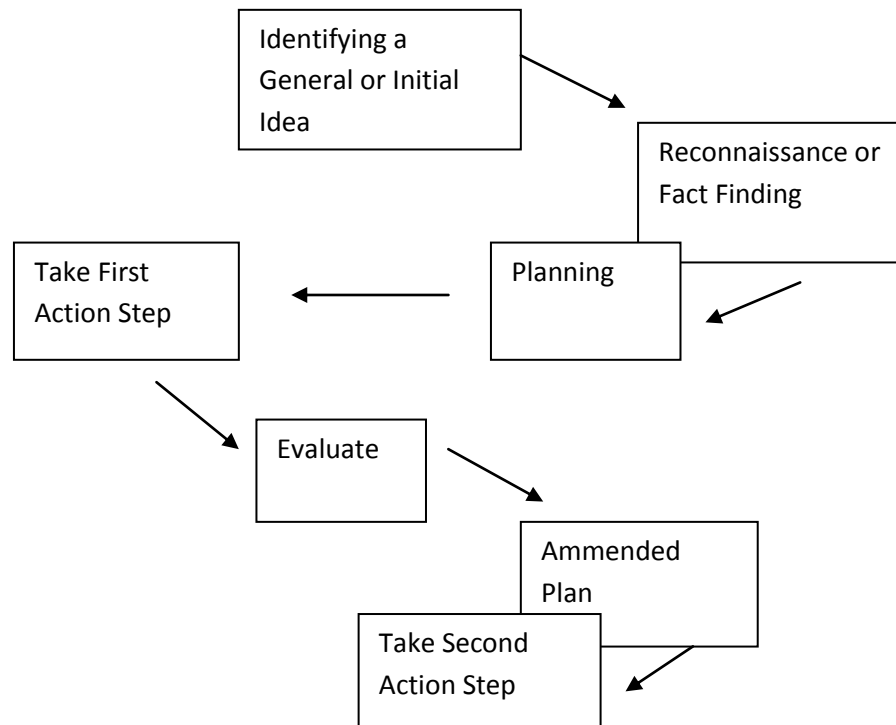 Identifying a
General or Initial
Idea
Reconnaissance or
Fact Finding
Planning
Take First
Action Step
Evaluate
Ammended
Plan
Take Second
Action Step